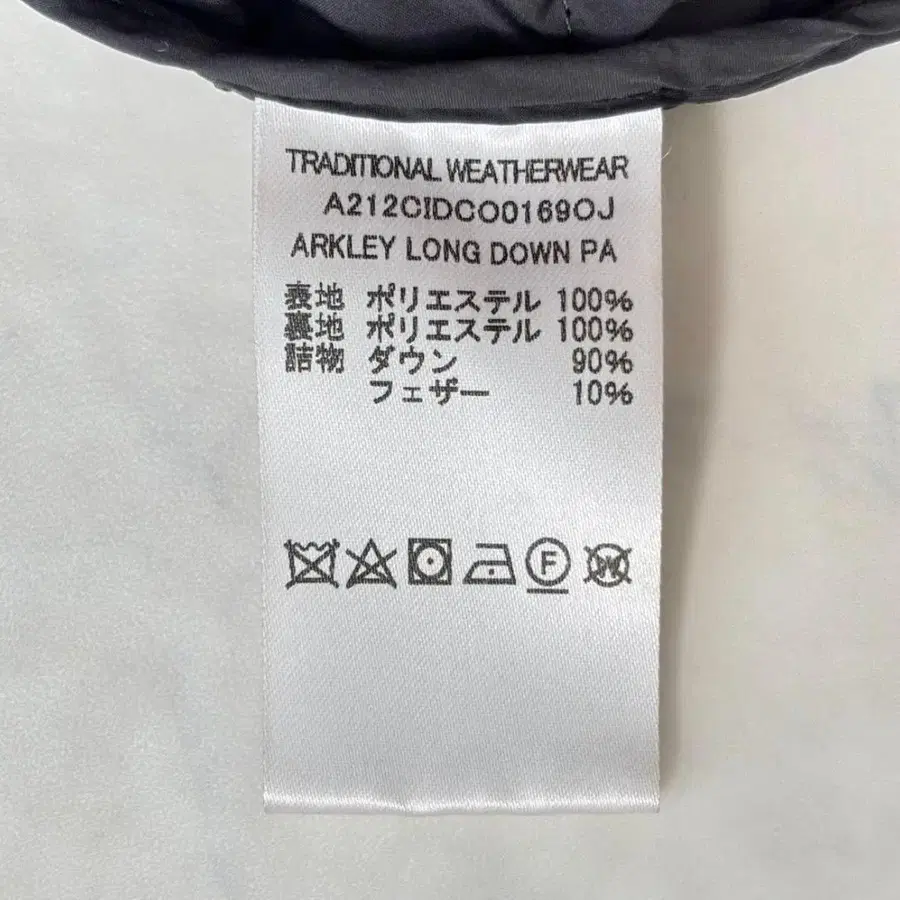 TRADITIONAL WEATHERWEAR
A212CIDCO0169OJ
ARKLEY LONG DOWN PA
表地 ポリエステル 100%
裏地 ポリエステル 100%
詰物 ダウン 90%
フェザー 10%
F W